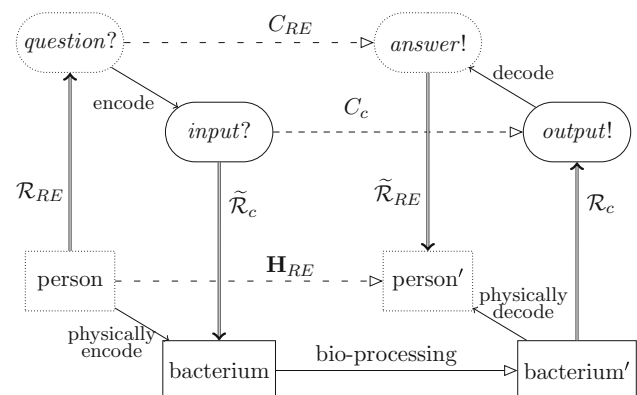 C_RE
question?
answer!
encode
decode
C_c
input?
output!
R_RE
R̃_c
R̃_RE
R_c
H_RE
person
person′
physically
encode
physically
decode
bio-processing
bacterium
bacterium′